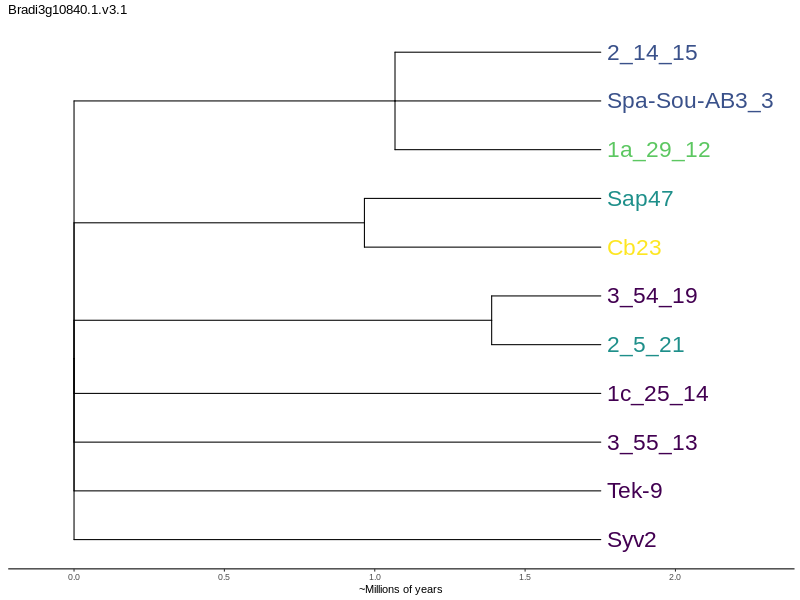 Bradi3g10840.1.v3.1
2_14_15
Spa-Sou-AB3_3
1a_29_12
Sap47
Cb23
3_54_19
2_5_21
1c_25_14
3_55_13
Tek-9
Syv2
0.0 0.5 1.0 1.5 2.0
~Millions of years